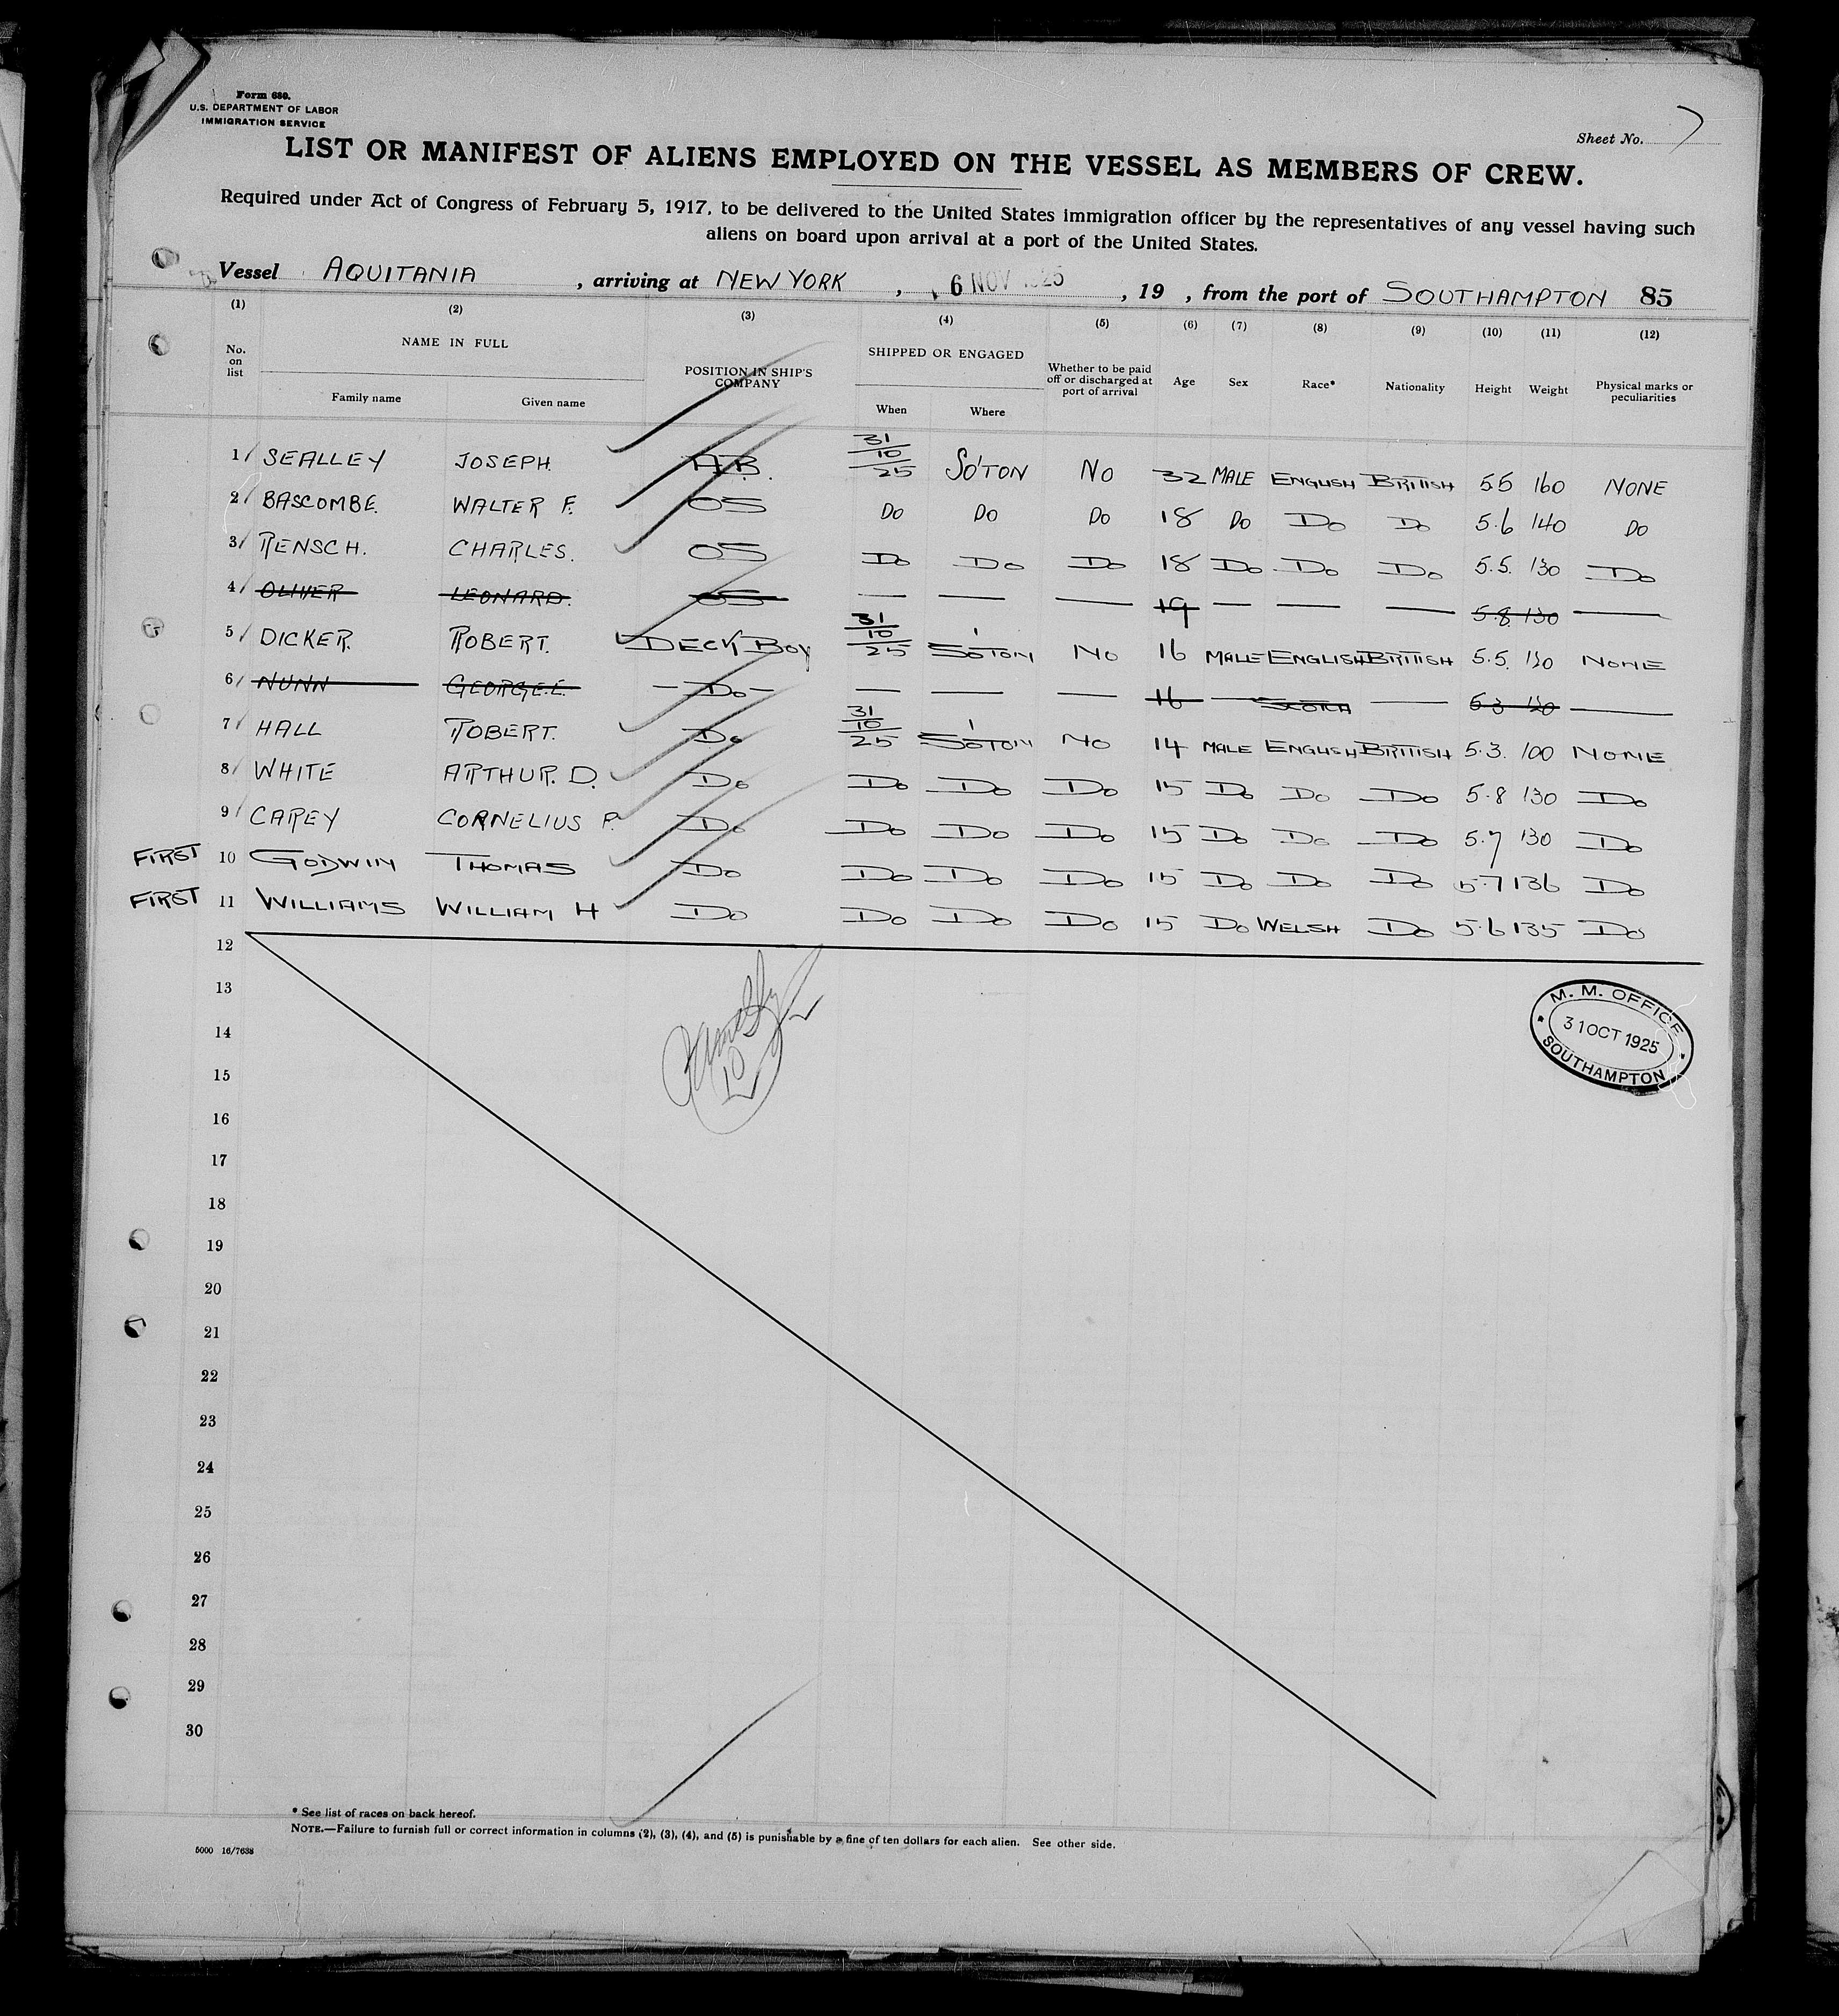 Form 680.
U.S. DEPARTMENT OF LABOR
IMMIGRATION SERVICE
Sheet No. 7
LIST OR MANIFEST OF ALIENS EMPLOYED ON THE VESSEL AS MEMBERS OF CREW.
Required under Act of Congress of February 5, 1917, to be delivered to the United States immigration officer by the representatives of any vessel having such
aliens on board upon arrival at a port of the United States.
Vessel AQUITANIA, arriving at NEW YORK, 6 NOV 1925, 19 , from the port of SOUTHAMPTON 85
(1) (2) (3) (4) (5) (6) (7) (8) (9) (10) (11) (12)
No. on list NAME IN FULL Family name Given name POSITION IN SHIP'S COMPANY SHIPPED OR ENGAGED When Where Whether to be paid off or discharged at port of arrival Age Sex Race* Nationality Height Weight Physical marks or peculiarities
1 SEALLEY JOSEPH. A.B. 31/10/25 SO'TON NO 32 MALE ENGLISH BRITISH 5.5 160 NONE
2 BASCOMBE. WALTER F. OS DO DO DO 18 DO DO DO 5.6 140 DO
3 RENSCH. CHARLES. OS DO DO DO 18 DO DO DO 5.5. 130 DO
4 OLIVER LEONARD. OS — — — 19 — — — 5.8 130 —
5 DICKER. ROBERT. DECK BOY 31/10/25 SO'TON NO 16 MALE ENGLISH BRITISH 5.5. 130 NONE
6 NUNN GEORGE.E. — DO — — — — 16 — — 5.3 120 —
7 HALL ROBERT. DO 31/10/25 SO'TON NO 14 MALE ENGLISH BRITISH 5.3. 100 NONE
8 WHITE ARTHUR. D. DO DO DO DO 15 DO DO DO 5.8 130 DO
9 CAREY CORNELIUS P. DO DO DO DO 15 DO DO DO 5.7 130 DO
FIRST 10 GODWIN THOMAS DO DO DO DO 15 DO DO DO 5.7 136 DO
FIRST 11 WILLIAMS WILLIAM H DO DO DO DO 15 DO WELSH DO 5.6 135 DO
12
13
M. M. OFFICE
31 OCT 1925
SOUTHAMPTON
14
15
10
16
17
18
19
20
21
22
23
24
25
26
27
28
29
30
* See list of races on back hereof.
NOTE.—Failure to furnish full or correct information in columns (2), (3), (4), and (5) is punishable by a fine of ten dollars for each alien. See other side.
5000 16/7638